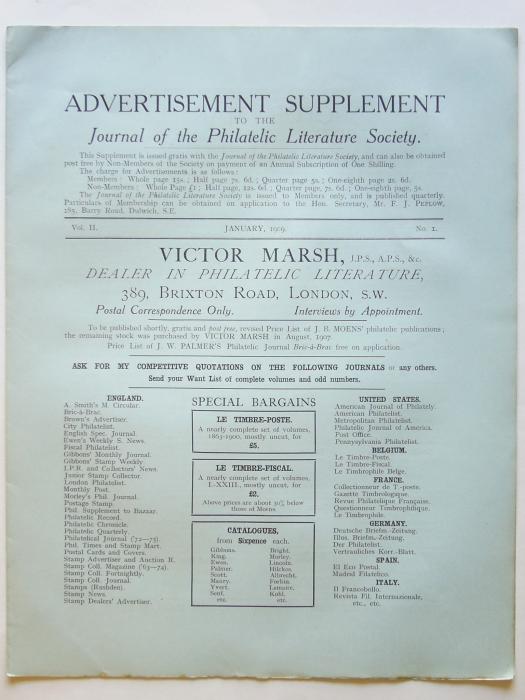 ADVERTISEMENT SUPPLEMENT
TO THE
Journal of the Philatelic Literature Society.
This Supplement is issued gratis with the Journal of the Philatelic Literature Society, and can also be obtained
post free by Non-Members of the Society on payment of an Annual Subscription of One Shilling.
The charge for Advertisements is as follows:
Members: Whole page 15s.; Half page 7s. 6d.; Quarter page 5s.; One-eighth page 2s. 6d.
Non-Members: Whole Page £1; Half page, 12s. 6d.; Quarter page, 7s. 6d.; One-eighth page, 5s.
The Journal of the Philatelic Literature Society is issued to Members only, and is published quarterly.
Particulars of Membership can be obtained on application to the Hon. Secretary, Mr. F. J. PEPLOW,
185, Barry Road, Dulwich, S.E.
Vol. II. JANUARY, 1909. No. 1.
VICTOR MARSH, J.P.S., A.P.S., &c.
DEALER IN PHILATELIC LITERATURE,
389, BRIXTON ROAD, LONDON, S.W.
Postal Correspondence Only. Interviews by Appointment.
To be published shortly, gratis and post free, revised Price List of J. B. MOENS' philatelic publications;
the remaining stock was purchased by VICTOR MARSH in August, 1907.
Price List of J. W. PALMER'S Philatelic Journal Bric-à-Brac free on application.
ASK FOR MY COMPETITIVE QUOTATIONS ON THE FOLLOWING JOURNALS or any others.
Send your Want List of complete volumes and odd numbers.
ENGLAND.
A. Smith's M. Circular.
Bric-à-Brac.
Brown's Advertiser.
City Philatelist.
English Spec. Journal.
Ewen's Weekly S. News.
Fiscal Philatelist.
Gibbons' Monthly Journal.
Gibbons' Stamp Weekly.
I.P.R. and Collectors' News.
Junior Stamp Collector.
London Philatelist.
Monthly Post.
Morley's Phil. Journal.
Postage Stamp.
Phil. Supplement to Bazaar.
Philatelic Record.
Philatelic Chronicle.
Philatelic Quarterly.
Philatelical Journal ('72—75).
Phil. Times and Stamp Mart.
Postal Cards and Covers.
Stamp Advertiser and Auction R.
Stamp Coll. Magazine ('63—74).
Stamp Coll. Fortnightly.
Stamp Coll. Journal.
Stamps (Rushden).
Stamp News.
Stamp Dealers' Advertiser.
SPECIAL BARGAINS
LE TIMBRE-POSTE.
A nearly complete set of volumes,
1863-1900, mostly uncut, for
£5.
LE TIMBRE-FISCAL.
A nearly complete set of volumes,
I.-XXIII., mostly uncut, for
£2.
Above prices are about 30% below
those of Moens
CATALOGUES,
from Sixpence each.
Gibbons. Bright.
King. Morley.
Ewen. Lincoln.
Palmer. Hilckes.
Scott. Albrecht.
Maury. Forbin.
Yvert. Lemaire.
Senf. Kohl.
etc. etc.
UNITED STATES.
American Journal of Philately.
American Philatelist.
Metropolitan Philatelist.
Philatelic Journal of America.
Post Office.
Pennsylvania Philatelist.
BELGIUM.
Le Timbre-Poste.
Le Timbre-Fiscal.
Le Timbrophile Belge.
FRANCE.
Collectionneur de T.-poste.
Gazette Timbrologique.
Revue Philatelique Française.
Questionneur Timbrophilique.
Le Timbrophile.
GERMANY.
Deutsche Briefm.-Zeitung.
Illus. Briefm.-Zeitung.
Der Philatelist.
Vertrauliches Korr.-Blatt.
SPAIN.
El Eco Postal.
Madrid Filatelico.
ITALY.
Il Francobollo.
Revista Fil. Internazionale,
etc., etc.